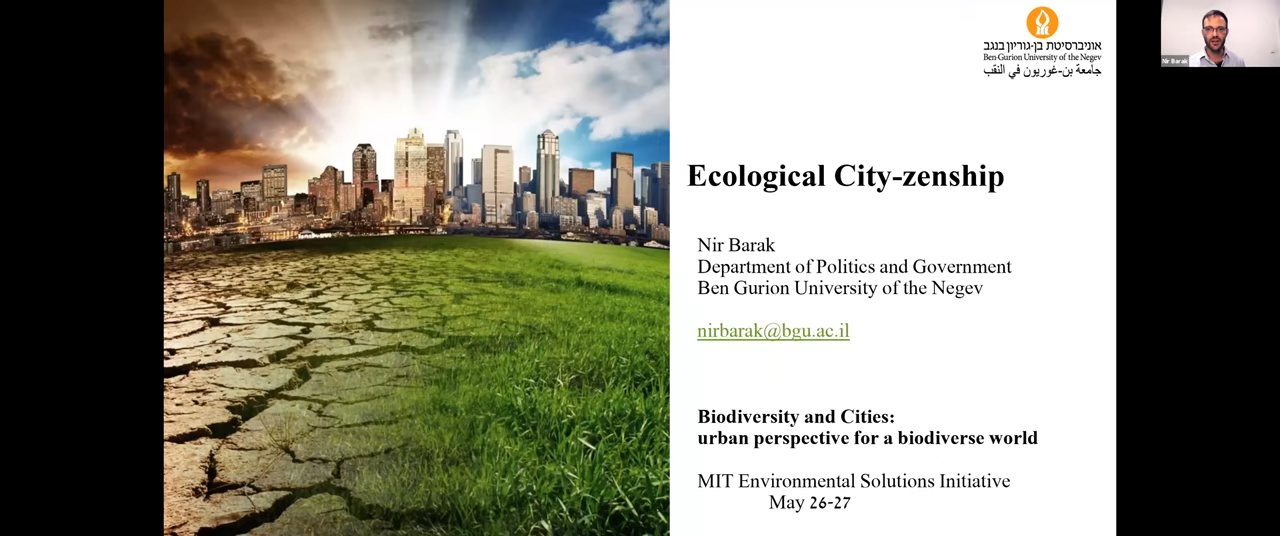 אוניברסיטת בן-גוריון בנגב
Ben-Gurion University of the Negev
جامعة بن-غوريون في النقب
Nir Barak
Ecological City-zenship
Nir Barak
Department of Politics and Government
Ben Gurion University of the Negev
nirbarak@bgu.ac.il
Biodiversity and Cities:
urban perspective for a biodiverse world
MIT Environmental Solutions Initiative
May 26-27